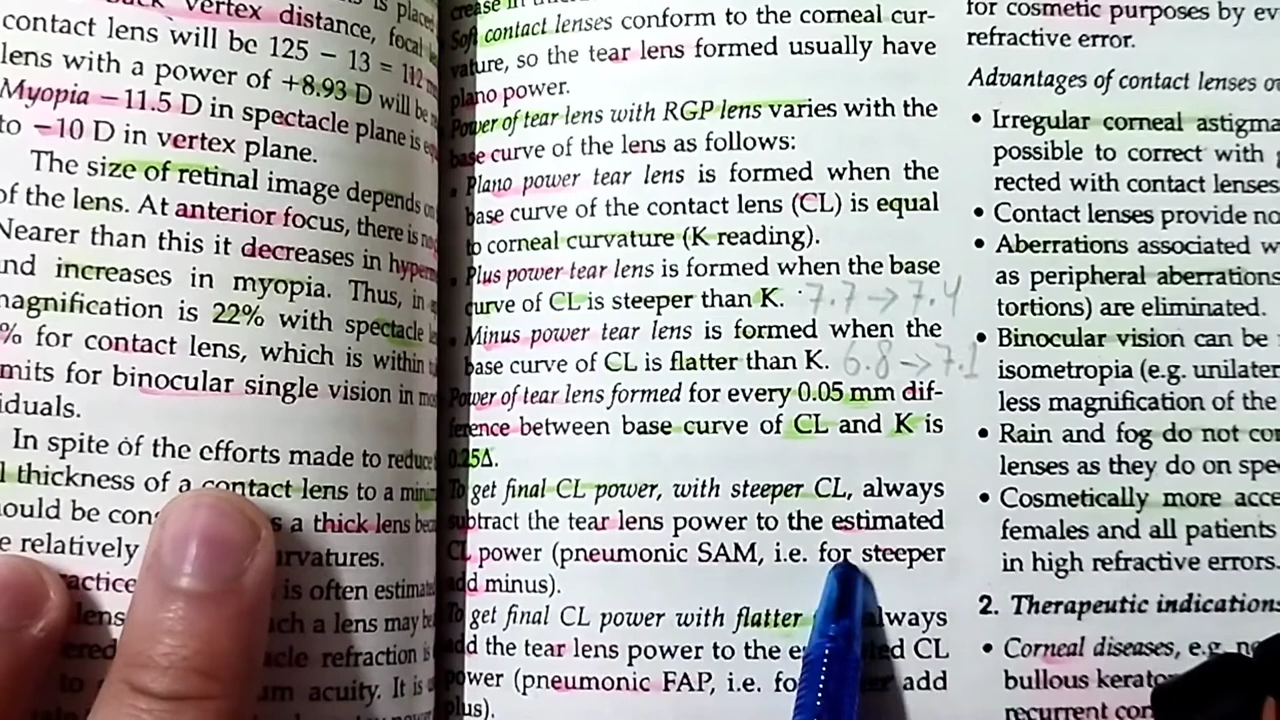 vertex distance, focal
contact lens will be 125 − 13 = 112
lens with a power of +8.93 D will be
Myopia −11.5 D in spectacle plane is
to −10 D in vertex plane.
The size of retinal image depends on
of the lens. At anterior focus, there is
Nearer than this it decreases in
and increases in myopia. Thus, in
magnification is 22% with spectacle
% for contact lens, which is within
mits for binocular single vision in
iduals.
In spite of the efforts made to reduce
l thickness of a contact lens to a
ould be s a thick lens
e relatively urvatures.
ractice is often
lens uch a lens may be
ered acle refraction is
to um acuity. It is
crease in
Soft contact lenses conform to the corneal cur-
vature, so the tear lens formed usually have
plano power.
Power of tear lens with RGP lens varies with the
base curve of the lens as follows:
Plano power tear lens is formed when the
base curve of the contact lens (CL) is equal
to corneal curvature (K reading).
Plus power tear lens is formed when the base
curve of CL is steeper than K. 7.7 → 7.4
Minus power tear lens is formed when the
base curve of CL is flatter than K. 6.8 → 7.1
Power of tear lens formed for every 0.05 mm dif-
ference between base curve of CL and K is
0.25Δ.
To get final CL power, with steeper CL, always
subtract the tear lens power to the estimated
CL power (pneumonic SAM, i.e. for steeper
add minus).
To get final CL power with flatter always
add the tear lens power to the CL
power (pneumonic FAP, i.e. add
plus).
for cosmetic purposes by
refractive error.
Advantages of contact lenses
• Irregular corneal
possible to correct with
rected with contact lenses
• Contact lenses provide
• Aberrations associated
as peripheral aberrations
tortions) are eliminated.
• Binocular vision can be
isometropia (e.g.
less magnification of the
• Rain and fog do not
lenses as they do on
• Cosmetically more
females and all patients
in high refractive errors.
2. Therapeutic indications
• Corneal diseases, e.g.
bullous
recurrent